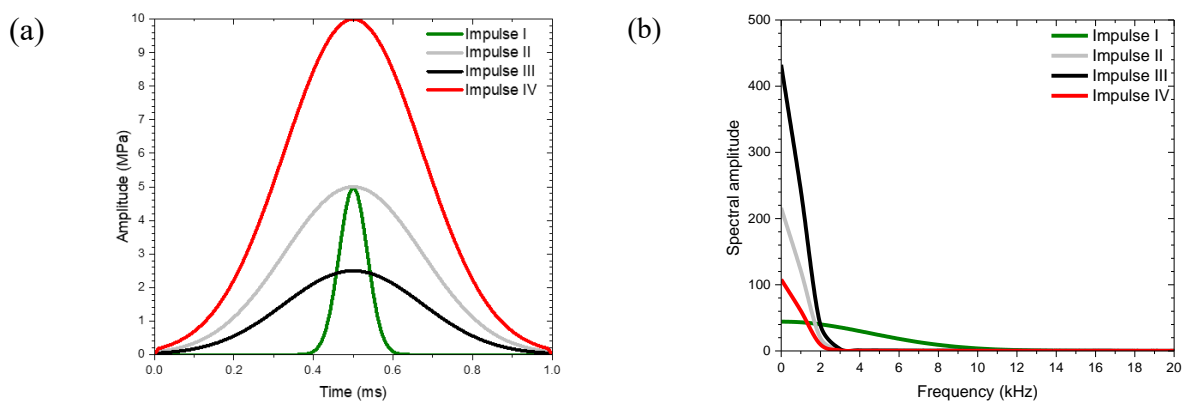 (a)
Amplitude (MPa)
10
9
8
7
6
5
4
3
2
1
0
0.0 0.2 0.4 0.6 0.8 1.0
Time (ms)
Impulse I
Impulse II
Impulse III
Impulse IV
(b)
Spectral amplitude
500
400
300
200
100
0
0 2 4 6 8 10 12 14 16 18 20
Frequency (kHz)
Impulse I
Impulse II
Impulse III
Impulse IV